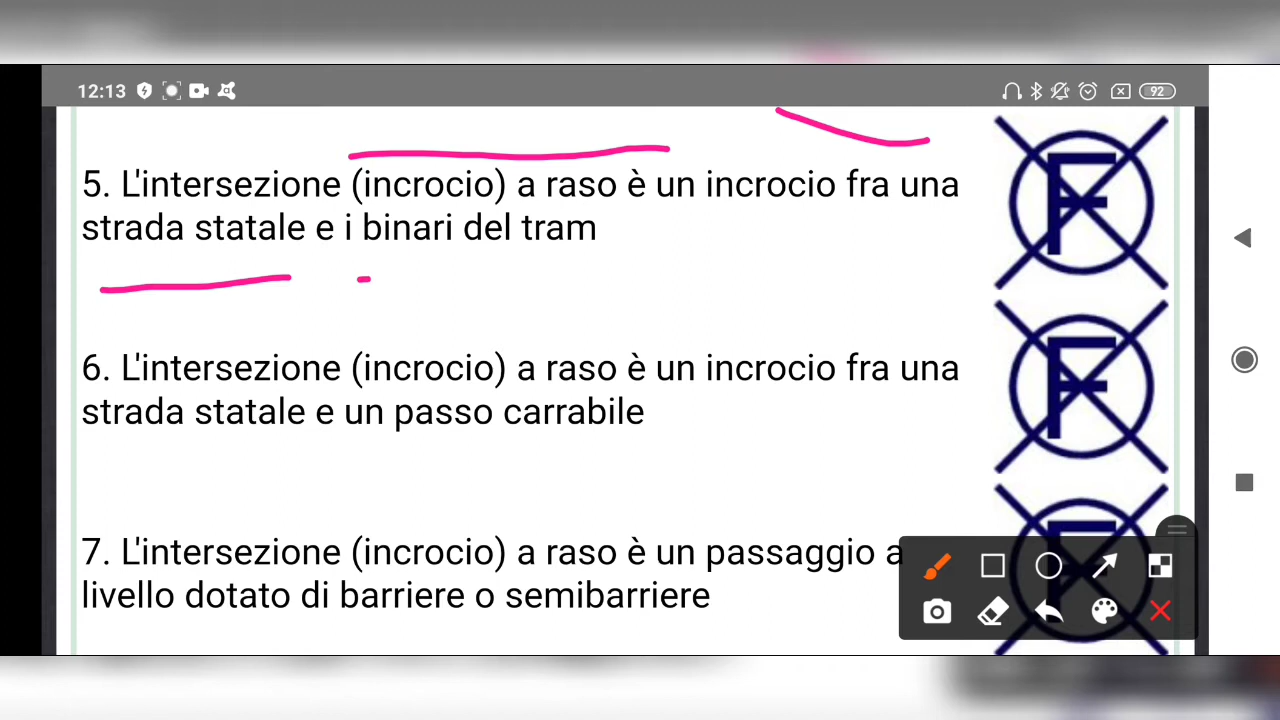 12:13
92
5. L'intersezione (incrocio) a raso è un incrocio fra una
strada statale e i binari del tram
F
6. L'intersezione (incrocio) a raso è un incrocio fra una
strada statale e un passo carrabile
F
7. L'intersezione (incrocio) a raso è un passaggio a
livello dotato di barriere o semibarriere
F